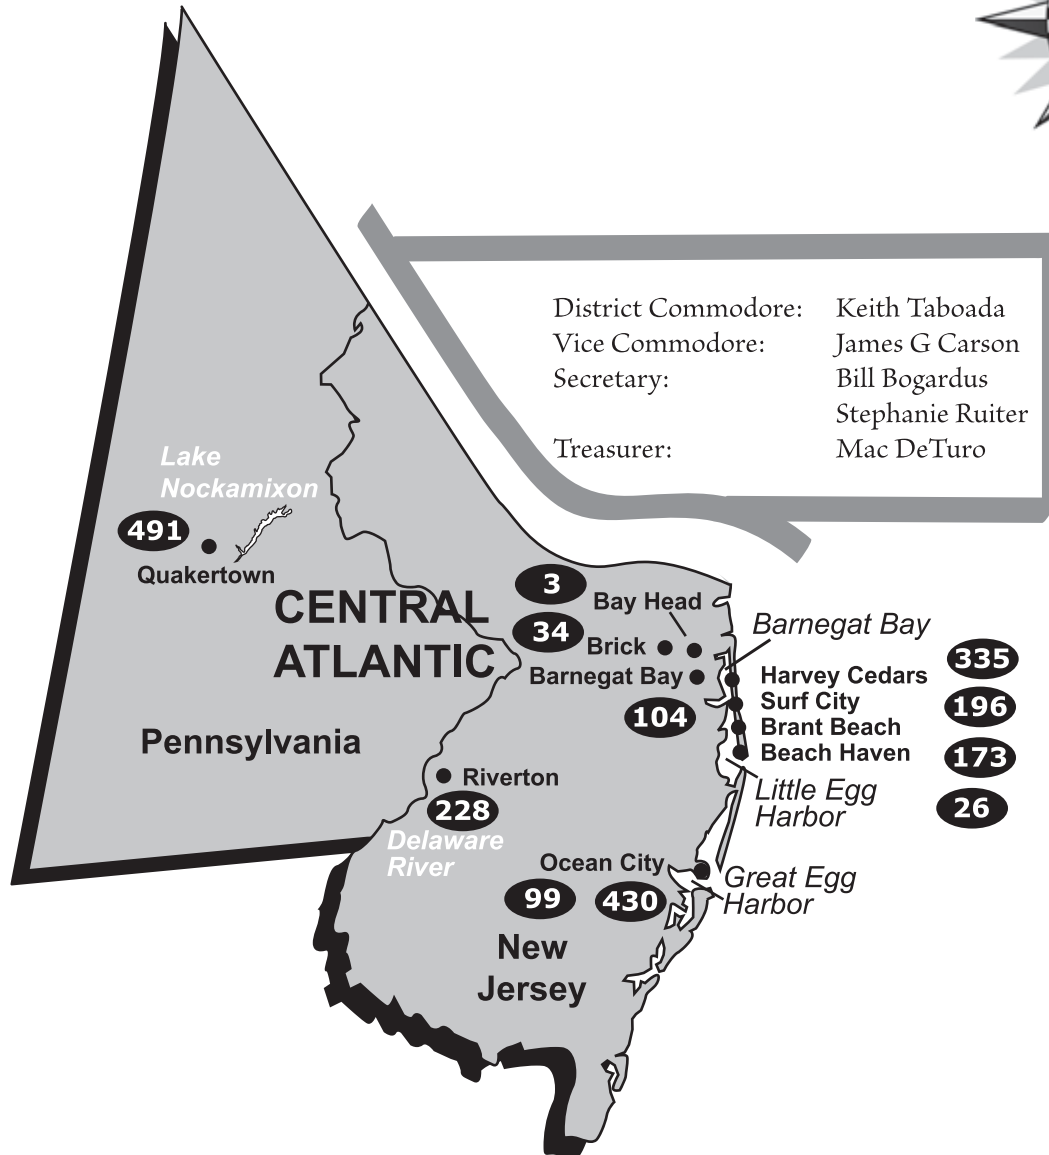 District Commodore: Keith Taboada
Vice Commodore: James G Carson
Secretary: Bill Bogardus
Stephanie Ruiter
Treasurer: Mac DeTuro
Lake
Nockamixon
491
Quakertown
CENTRAL
ATLANTIC
3
Bay Head
34
Brick
Barnegat Bay
104
Barnegat Bay
Harvey Cedars
335
Surf City
196
Brant Beach
Beach Haven
173
Little Egg
Harbor
26
Pennsylvania
Riverton
228
Delaware
River
Ocean City
99
430
Great Egg
Harbor
New
Jersey